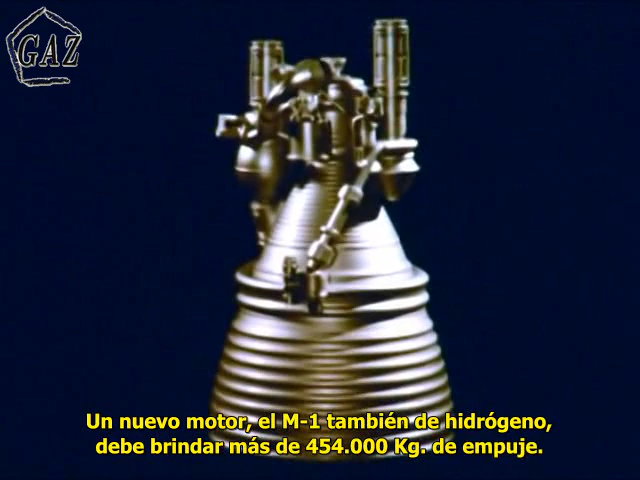 GAZ
Un nuevo motor, el M-1 también de hidrógeno,
debe brindar más de 454.000 Kg. de empuje.